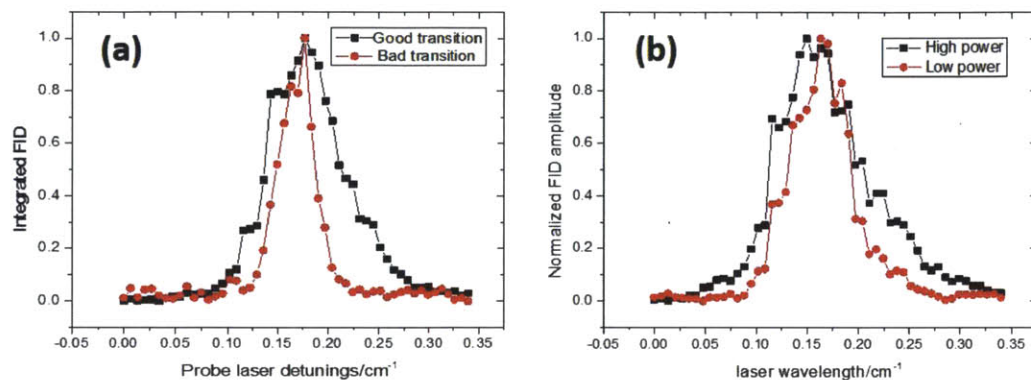 (a)
Good transition
Bad transition
Integrated FID
1.0
0.8
0.6
0.4
0.2
0.0
-0.05 0.00 0.05 0.10 0.15 0.20 0.25 0.30 0.35
Probe laser detunings/cm-1
(b)
High power
Low power
Normalized FID amplitude
1.0
0.8
0.6
0.4
0.2
0.0
-0.05 0.00 0.05 0.10 0.15 0.20 0.25 0.30 0.35
laser wavelength/cm-1